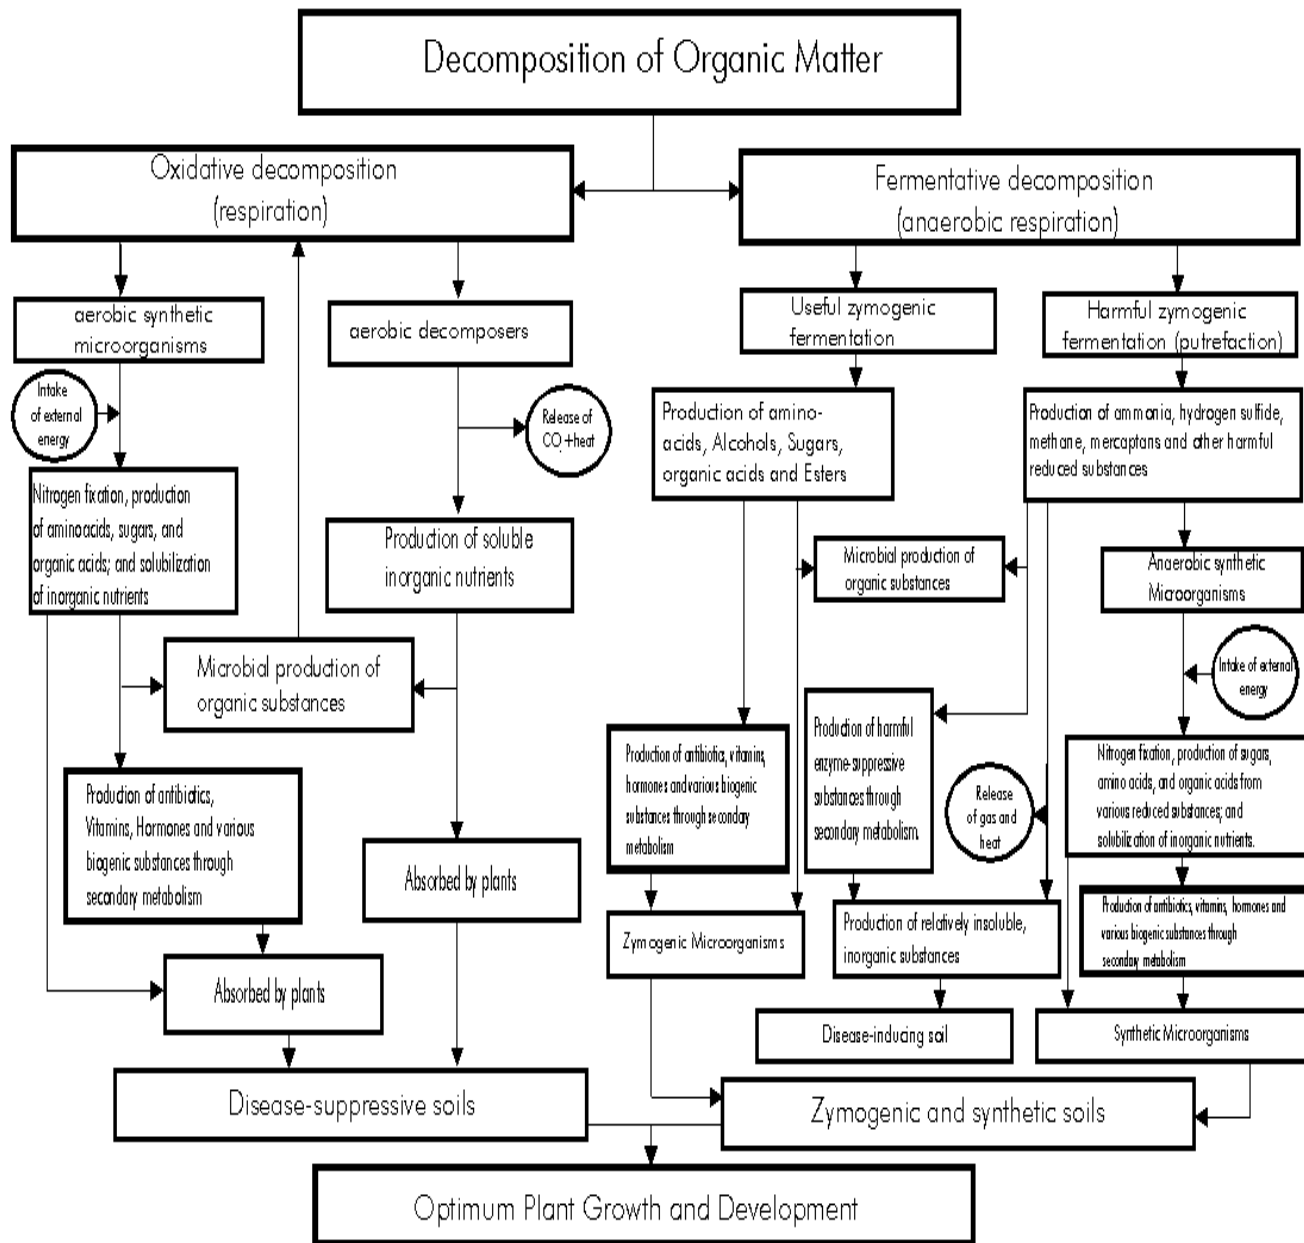 Decomposition of Organic Matter
Oxidative decomposition
(respiration)
Fermentative decomposition
(anaerobic respiration)
aerobic synthetic
microorganisms
aerobic decomposers
Useful zymogenic
fermentation
Harmful zymogenic
fermentation (putrefaction)
Intake
of external
energy
Release of
CO₂ +heat
Production of amino-
acids, Alcohols, Sugars,
organic acids and Esters
Production of ammonia, hydrogen sulfide,
methane, mercaptans and other harmful
reduced substances
Nitrogen fixation, production
of aminoacids, sugars, and
organic acids; and solubilization
of inorganic nutrients
Production of soluble
inorganic nutrients
Microbial production of
organic substances
Anaerobic synthetic
Microorganisms
Microbial production of
organic substances
Intake of external
energy
Production of antibiotics,
Vitamins, Hormones and various
biogenic substances through
secondary metabolism
Absorbed by plants
Production of antibiotics, vitamins,
hormones andvarious biogenic
substances through secondary
metabolism
Production of harmful
enzyme-suppressive
substances through
secondary metabolism.
Release
of gas and
heat
Nitrogen fixation, production of sugars,
amino acids, and organic acids from
various reduced substances; and
solubilization of inorganic nutrients.
Absorbed by plants
Zymogenic Microorganisms
Production of relatively insoluble,
inorganic substances
Production of antibiotics, vitamins, hormones and
various biogenic substances through
secondary metabolism
Disease-inducing soil
Synthetic Microorganisms
Disease-suppressive soils
Zymogenic and synthetic soils
Optimum Plant Growth and Development